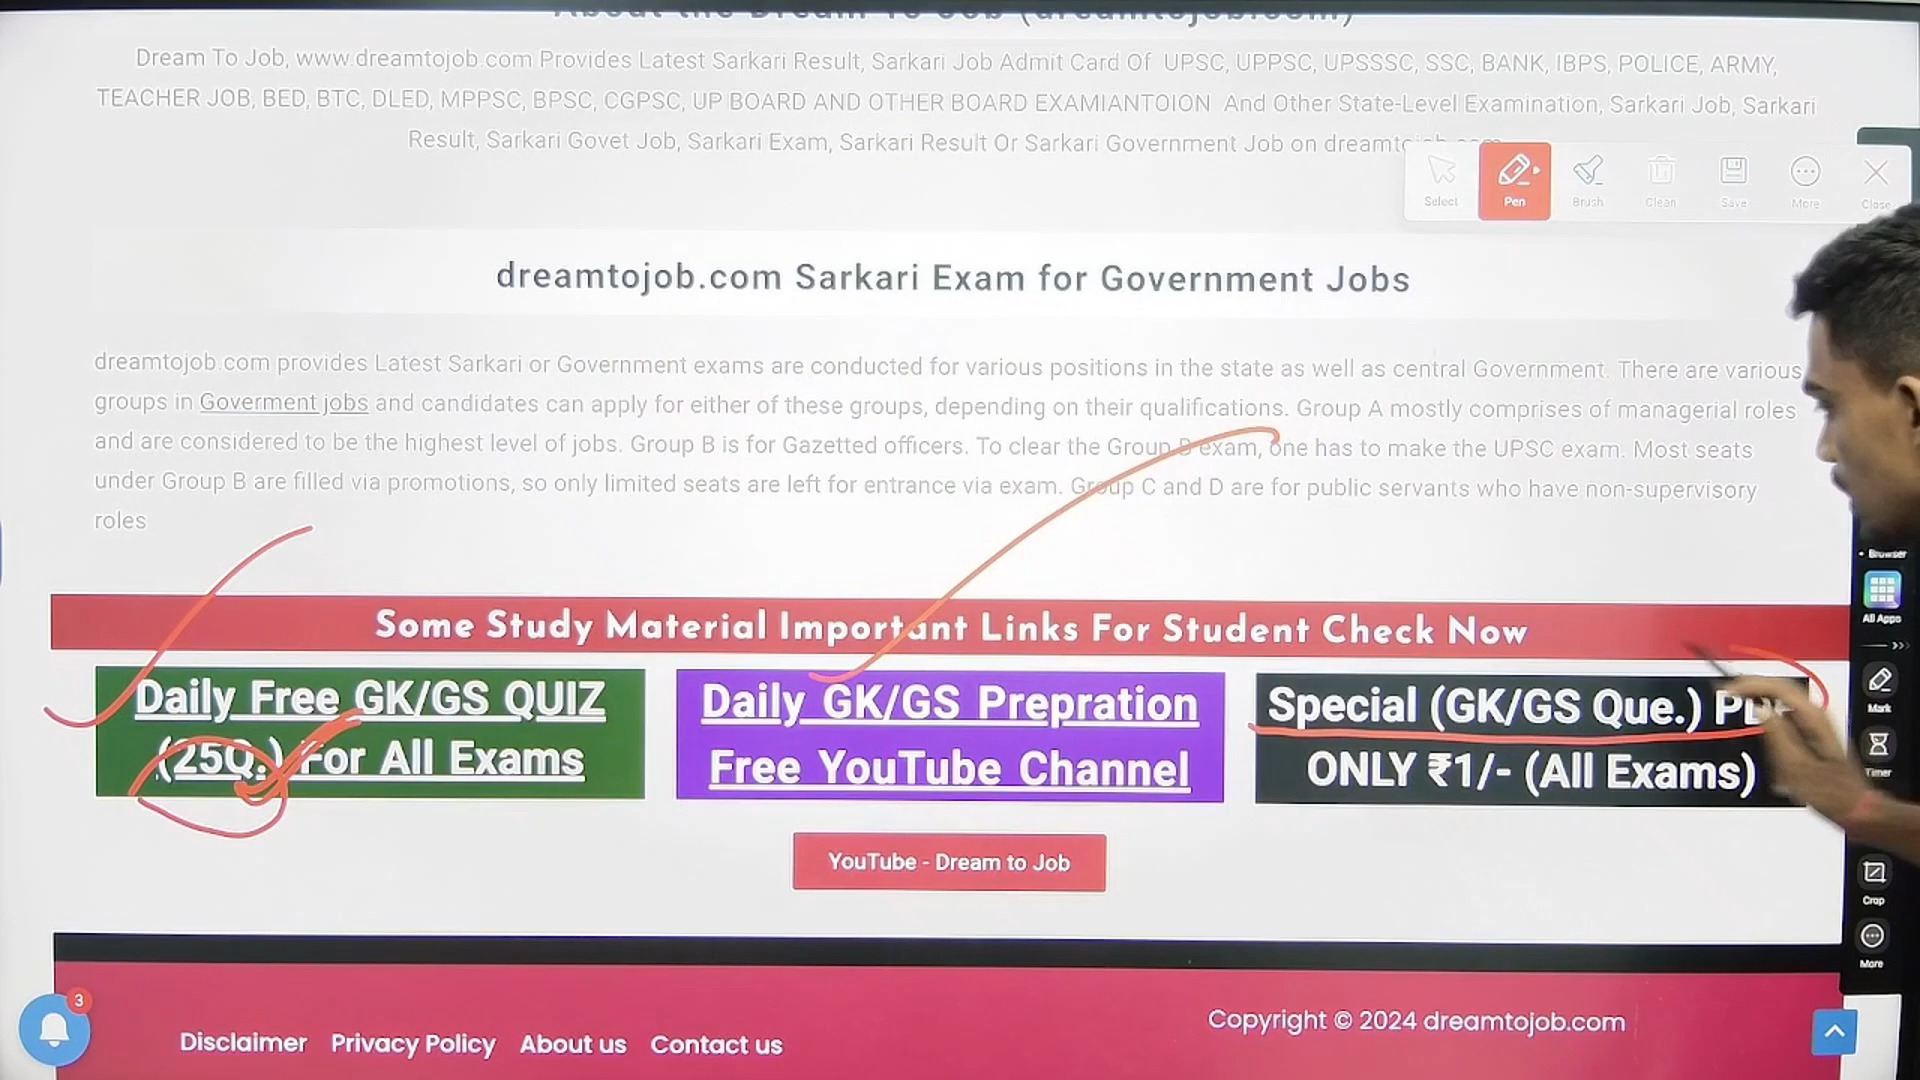 About the Dream To Job (dreamtojob.com)
Dream To Job, www.dreamtojob.com Provides Latest Sarkari Result, Sarkari Job Admit Card Of UPSC, UPPSC, UPSSSC, SSC, BANK, IBPS, POLICE, ARMY,
TEACHER JOB, BED, BTC, DLED, MPPSC, BPSC, CGPSC, UP BOARD AND OTHER BOARD EXAMIANTOION And Other State-Level Examination, Sarkari Job, Sarkari
Result, Sarkari Govet Job, Sarkari Exam, Sarkari Result Or Sarkari Government Job on dreamtojob.com
Select
Pen
Brush
Clean
Save
More
Close
dreamtojob.com Sarkari Exam for Government Jobs
dreamtojob.com provides Latest Sarkari or Government exams are conducted for various positions in the state as well as central Government. There are various
groups in Goverment jobs and candidates can apply for either of these groups, depending on their qualifications. Group A mostly comprises of managerial roles
and are considered to be the highest level of jobs. Group B is for Gazetted officers. To clear the Group B exam, one has to make the UPSC exam. Most seats
under Group B are filled via promotions, so only limited seats are left for entrance via exam. Group C and D are for public servants who have non-supervisory
roles
Browser
All Apps
Mark
Timer
Crop
More
Some Study Material Important Links For Student Check Now
Daily Free GK/GS QUIZ
(25Q.) For All Exams
Daily GK/GS Prepration
Free YouTube Channel
Special (GK/GS Que.) PDF
ONLY ₹1/- (All Exams)
YouTube - Dream to Job
3
Disclaimer Privacy Policy About us Contact us
Copyright © 2024 dreamtojob.com